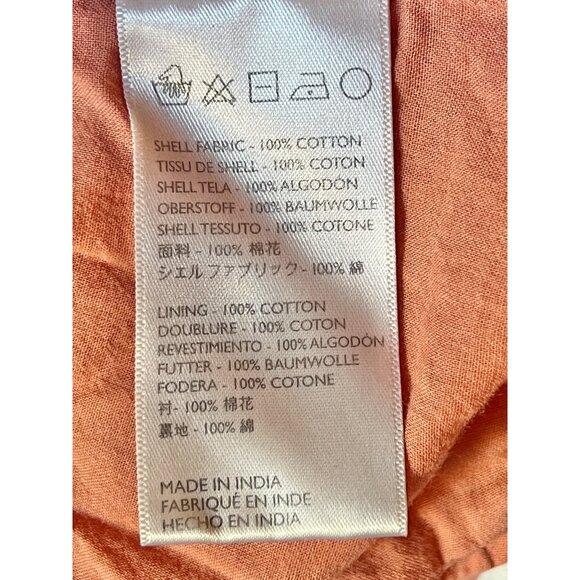 SHELL FABRIC - 100% COTTON
TISSU DE SHELL - 100% COTON
SHELL TELA - 100% ALGODÓN
OBERSTOFF - 100% BAUMWOLLE
SHELL TESSUTO - 100% COTONE
面料 - 100% 棉花
シェルファブリック - 100% 綿
LINING - 100% COTTON
DOUBLURE - 100% COTON
REVESTIMIENTO - 100% ALGODÓN
FUTTER - 100% BAUMWOLLE
FODERA - 100% COTONE
衬- 100% 棉花
裏地 - 100% 綿
MADE IN INDIA
FABRIQUÉ EN INDE
HECHO EN INDIA